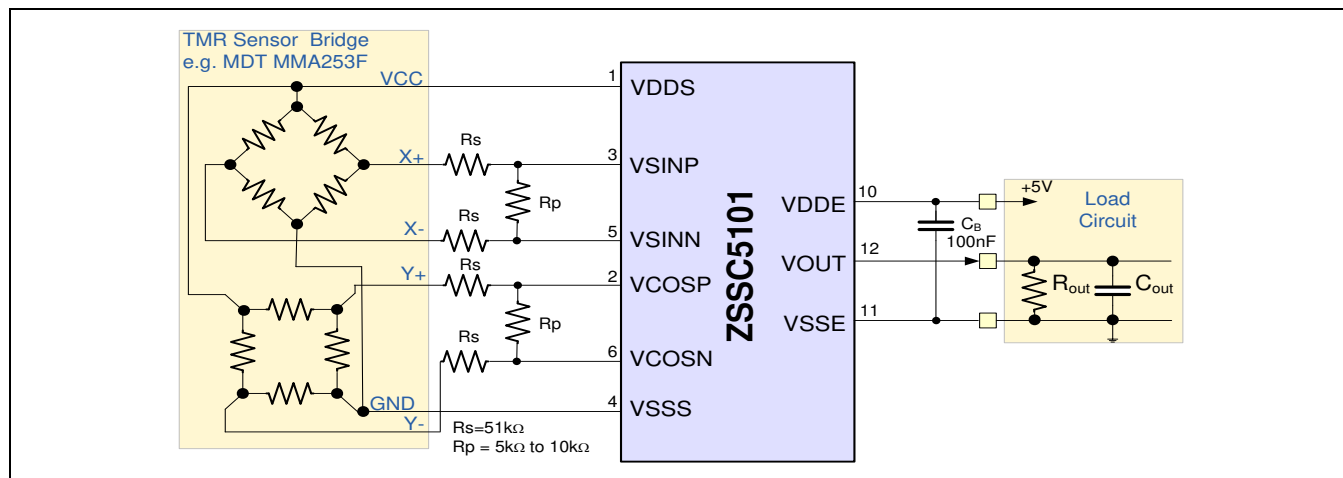 TMR Sensor Bridge
e.g. MDT MMA253F
VCC
1
VDDS
X+
Rs
3
VSINP
Rp
X-
Rs
5
VSINN
Y+
Rs
2
VCOSP
Rp
Rs
6
VCOSN
GND
4
VSSS
Y-
Rs=51kΩ
Rp = 5kΩ to 10kΩ
ZSSC5101
VDDE
10
+5V
Load
Circuit
CB
100nF
VOUT
12
Rout
Cout
VSSE
11